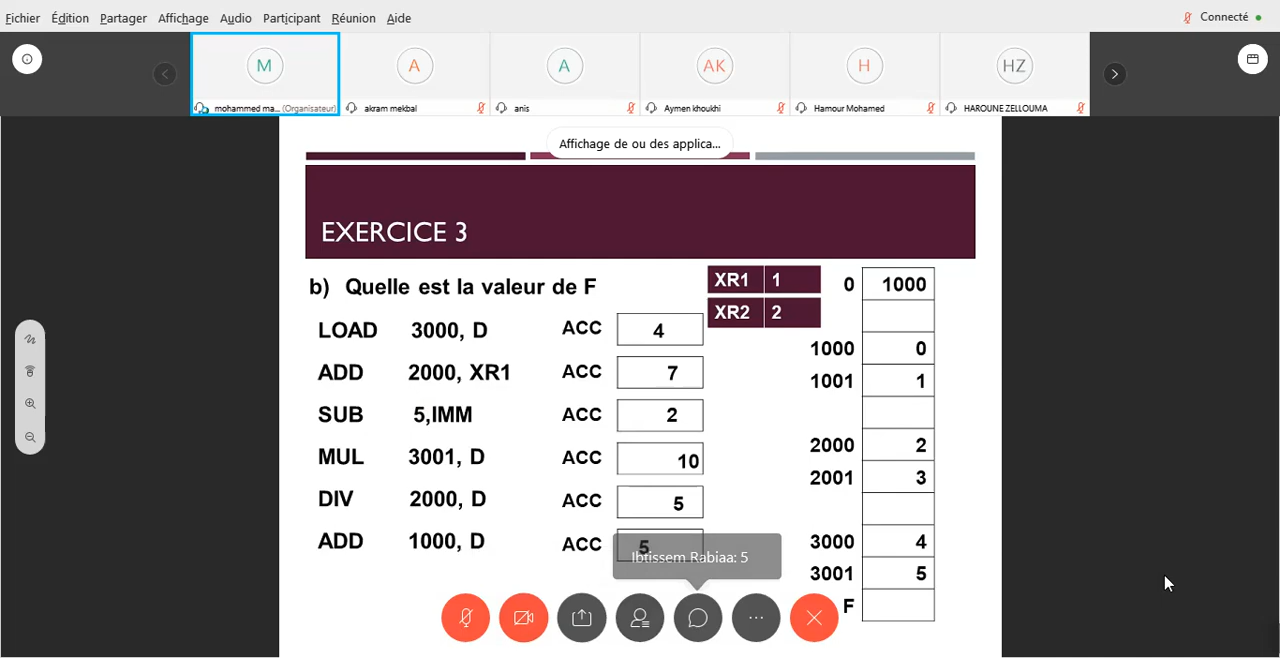 Fichier Édition Partager Affichage Audio Participant Réunion Aide
Connecté
M A A AK H HZ
mohammed ma... (Organisateur) akram mekbal anis Aymen khoukhi Hamour Mohamed HAROUNE ZELLOUMA
Affichage de ou des applica...
EXERCICE 3
b) Quelle est la valeur de F
XR1 1
XR2 2
LOAD 3000, D ACC 4
ADD 2000, XR1 ACC 7
SUB 5,IMM ACC 2
MUL 3001, D ACC 10
DIV 2000, D ACC 5
ADD 1000, D ACC 5
0 1000
1000 0
1001 1
2000 2
2001 3
3000 4
3001 5
F
Ibtissem Rabiaa: 5